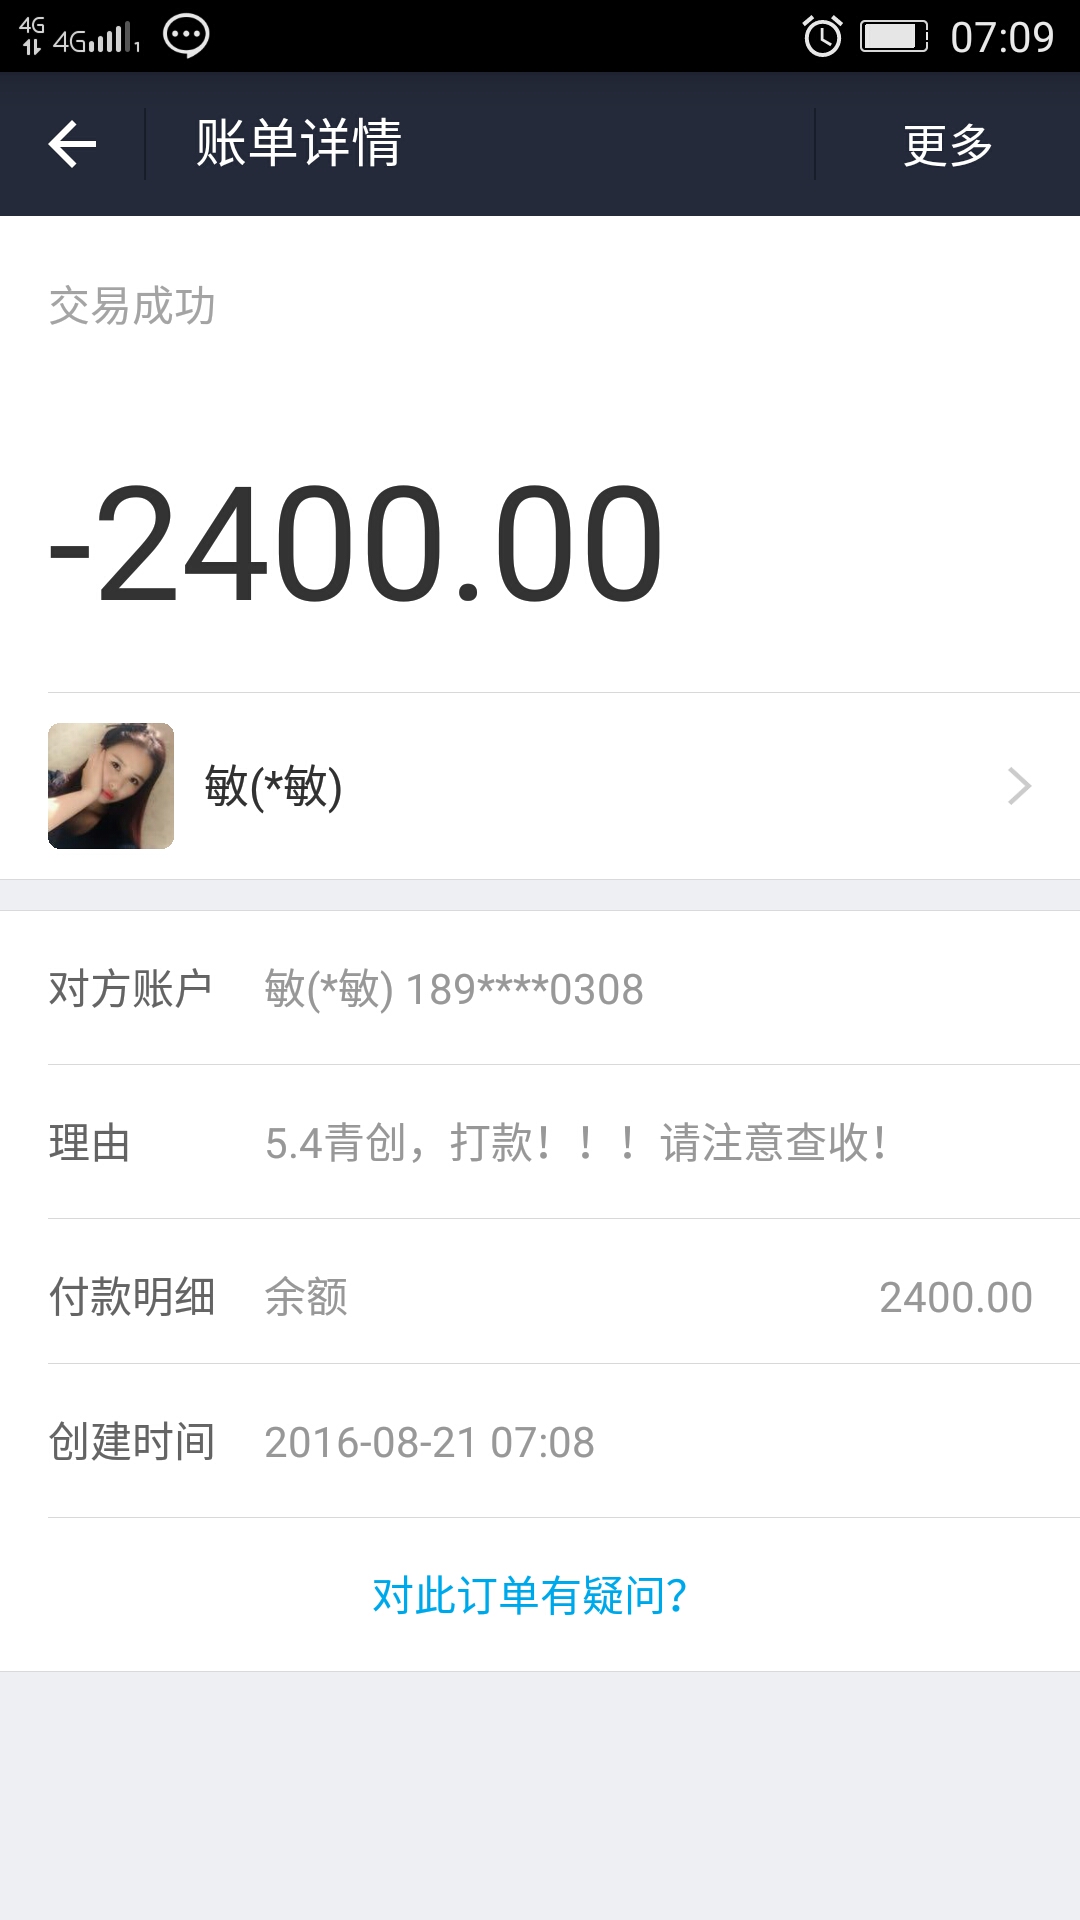 4G 4G 1 07:09
账单详情 更多
交易成功
-2400.00
敏(*敏)
对方账户 敏(*敏) 189****0308
理由 5.4青创，打款！！！请注意查收！
付款明细 余额 2400.00
创建时间 2016-08-21 07:08
对此订单有疑问？